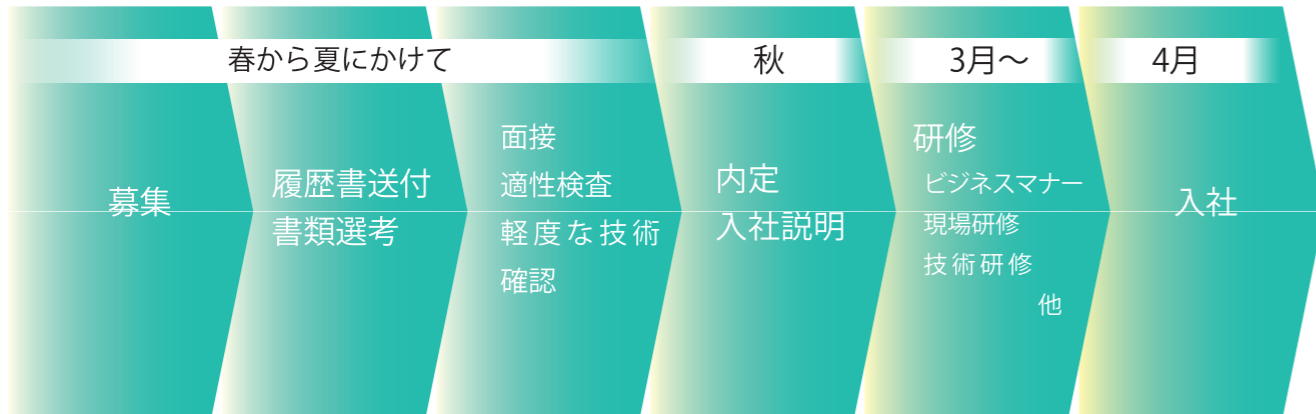 春から夏にかけて
秋
3月〜
4月
募集
履歴書送付
書類選考
面接
適性検査
軽度な技術
確認
内定
入社説明
研修
ビジネスマナー
現場研修
技術研修
他
入社